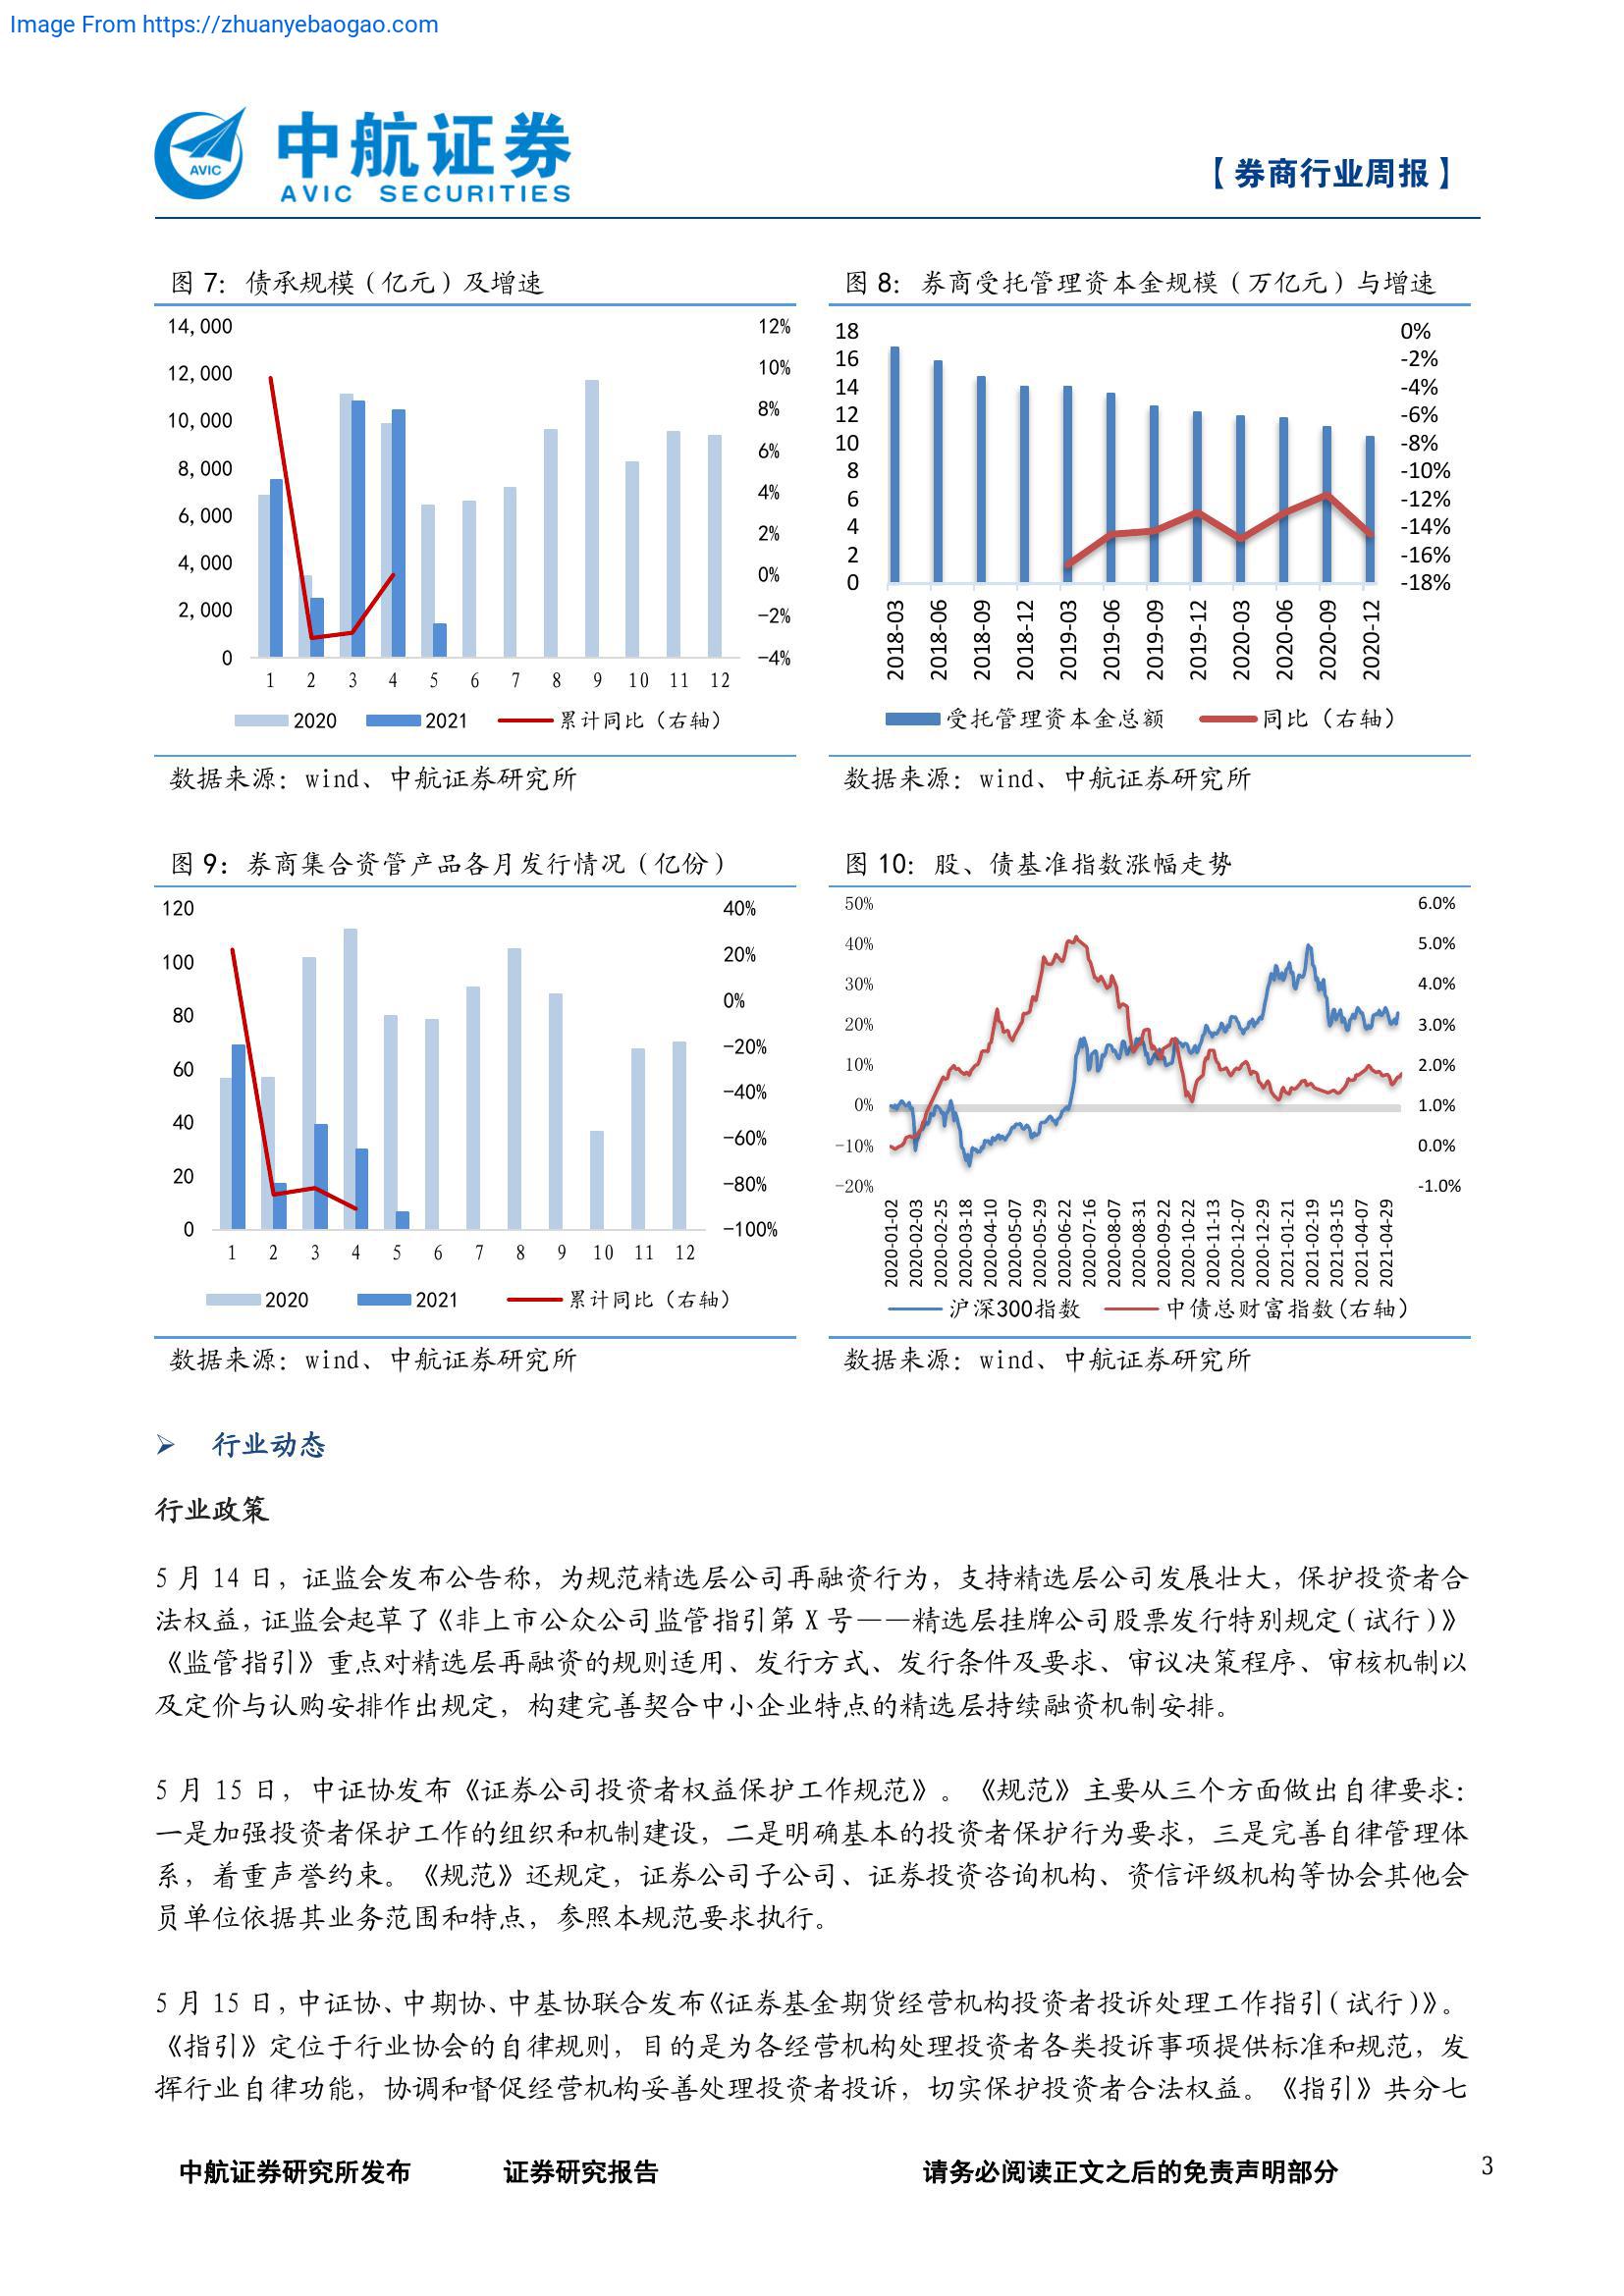 Image From https://zhuanyebaogao.com
AVIC
中航证券
AVIC SECURITIES
【券商行业周报】
图 7：债承规模（亿元）及增速
14,000
12,000
10,000
8,000
6,000
4,000
2,000
0
12%
10%
8%
6%
4%
2%
0%
-2%
-4%
1 2 3 4 5 6 7 8 9 10 11 12
2020 2021 累计同比（右轴）
数据来源：wind、中航证券研究所
图 8：券商受托管理资本金规模（万亿元）与增速
18
16
14
12
10
8
6
4
2
0
0%
-2%
-4%
-6%
-8%
-10%
-12%
-14%
-16%
-18%
2018-03 2018-06 2018-09 2018-12 2019-03 2019-06 2019-09 2019-12 2020-03 2020-06 2020-09 2020-12
受托管理资本金总额 同比（右轴）
数据来源：wind、中航证券研究所
图 9：券商集合资管产品各月发行情况（亿份）
120
100
80
60
40
20
0
40%
20%
0%
-20%
-40%
-60%
-80%
-100%
1 2 3 4 5 6 7 8 9 10 11 12
2020 2021 累计同比（右轴）
数据来源：wind、中航证券研究所
图 10：股、债基准指数涨幅走势
50%
40%
30%
20%
10%
0%
-10%
-20%
6.0%
5.0%
4.0%
3.0%
2.0%
1.0%
0.0%
-1.0%
2020-01-02 2020-02-03 2020-02-25 2020-03-18 2020-04-10 2020-05-07 2020-05-29 2020-06-22 2020-07-16 2020-08-07 2020-08-31 2020-09-22 2020-10-22 2020-11-13 2020-12-07 2020-12-29 2021-01-21 2021-02-19 2021-03-15 2021-04-07 2021-04-29
沪深300指数 中债总财富指数(右轴)
数据来源：wind、中航证券研究所
➢ 行业动态
行业政策
5 月 14 日，证监会发布公告称，为规范精选层公司再融资行为，支持精选层公司发展壮大，保护投资者合
法权益，证监会起草了《非上市公众公司监管指引第 X 号——精选层挂牌公司股票发行特别规定（试行）》
《监管指引》重点对精选层再融资的规则适用、发行方式、发行条件及要求、审议决策程序、审核机制以
及定价与认购安排作出规定，构建完善契合中小企业特点的精选层持续融资机制安排。
5 月 15 日，中证协发布《证券公司投资者权益保护工作规范》。《规范》主要从三个方面做出自律要求：
一是加强投资者保护工作的组织和机制建设，二是明确基本的投资者保护行为要求，三是完善自律管理体
系，着重声誉约束。《规范》还规定，证券公司子公司、证券投资咨询机构、资信评级机构等协会其他会
员单位依据其业务范围和特点，参照本规范要求执行。
5 月 15 日，中证协、中期协、中基协联合发布《证券基金期货经营机构投资者投诉处理工作指引（试行）》。
《指引》定位于行业协会的自律规则，目的是为各经营机构处理投资者各类投诉事项提供标准和规范，发
挥行业自律功能，协调和督促经营机构妥善处理投资者投诉，切实保护投资者合法权益。《指引》共分七
中航证券研究所发布 证券研究报告 请务必阅读正文之后的免责声明部分 3